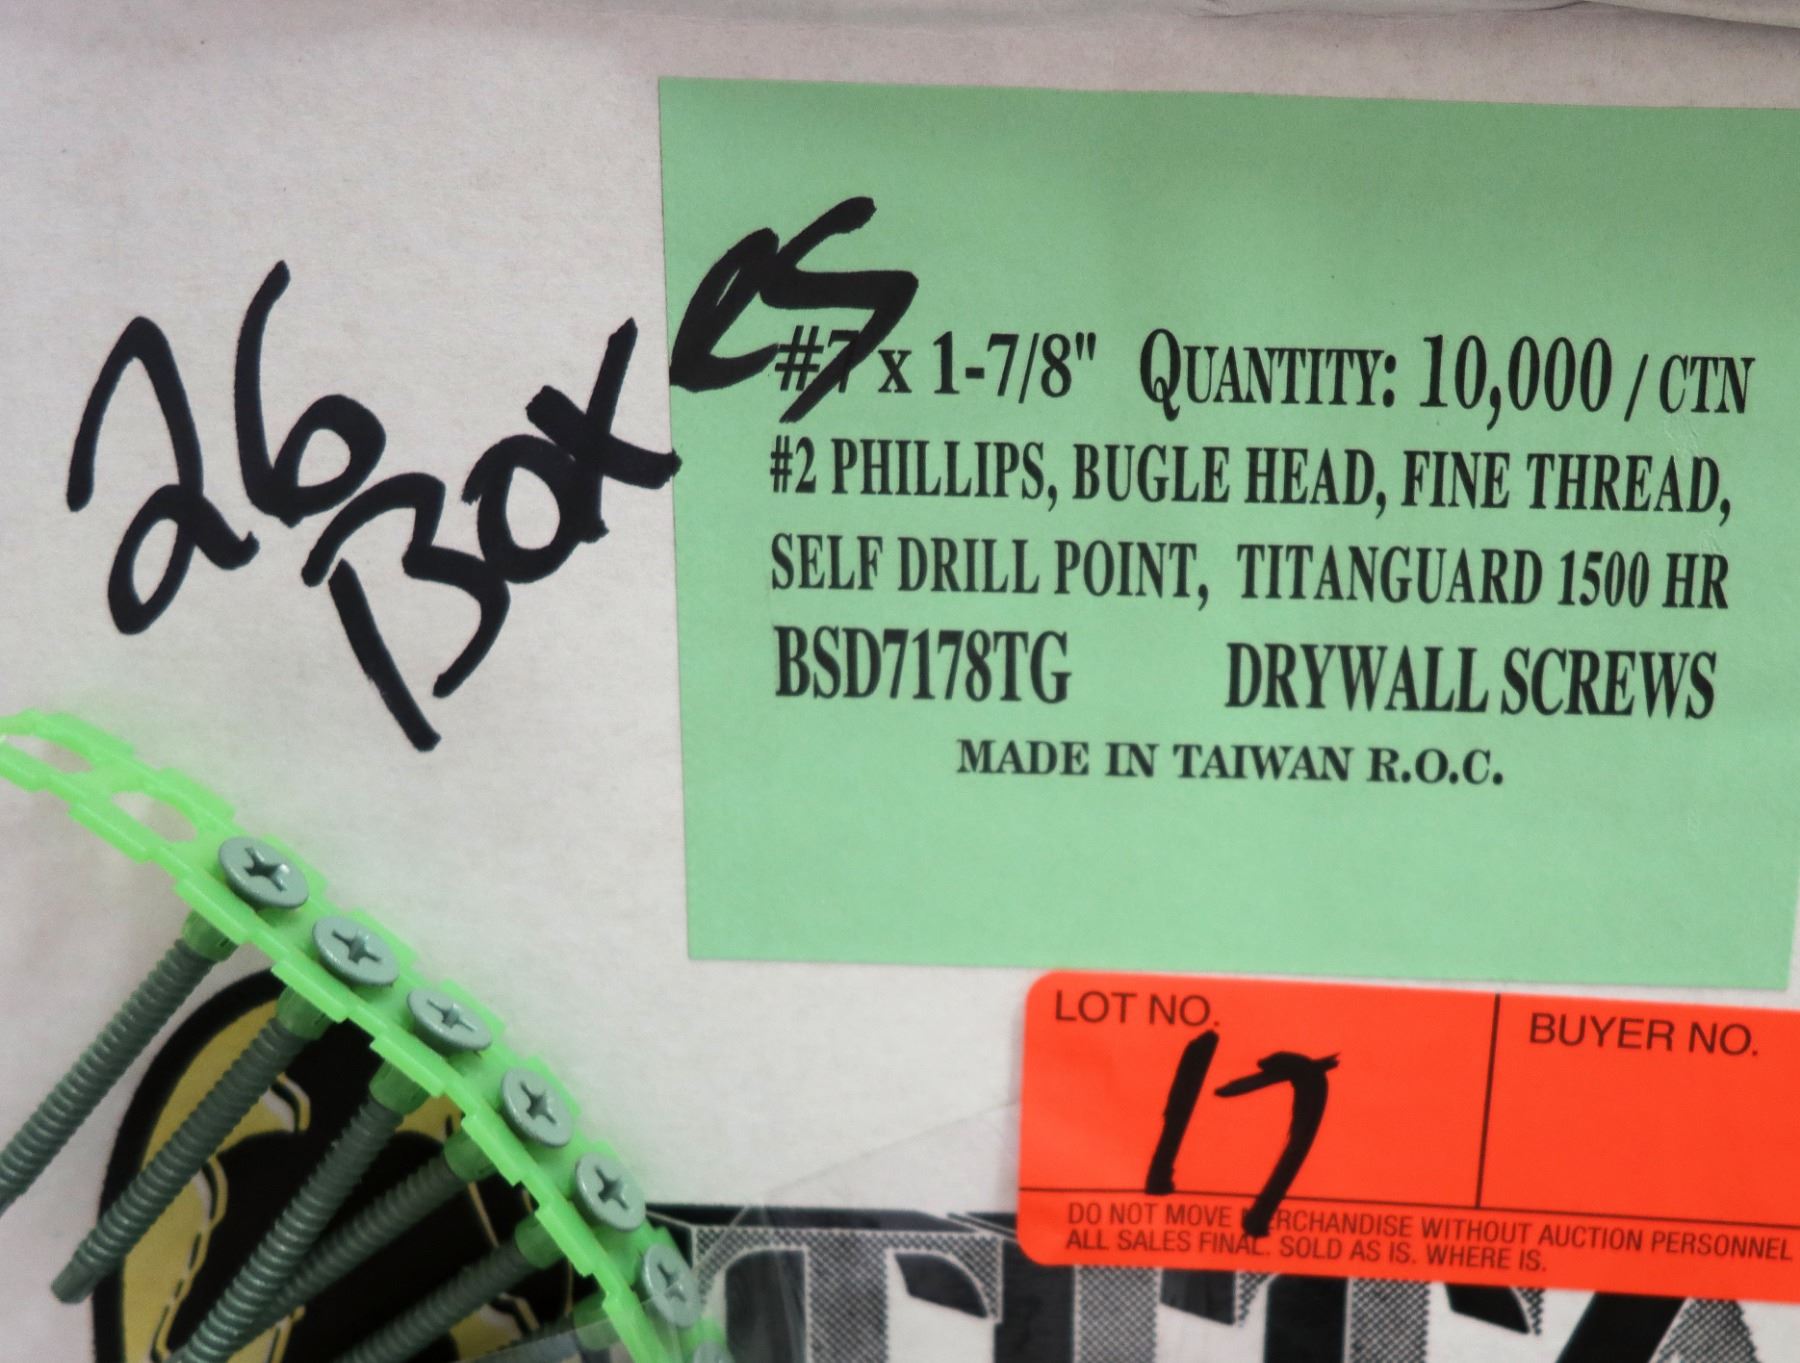 26
Boxes
#7 x 1-7/8" QUANTITY: 10,000 / CTN
#2 PHILLIPS, BUGLE HEAD, FINE THREAD,
SELF DRILL POINT, TITANGUARD 1500 HR
BSD7178TG DRYWALL SCREWS
MADE IN TAIWAN R.O.C.
LOT NO. BUYER NO.
17
DO NOT MOVE MERCHANDISE WITHOUT AUCTION PERSONNEL
ALL SALES FINAL. SOLD AS IS. WHERE IS.